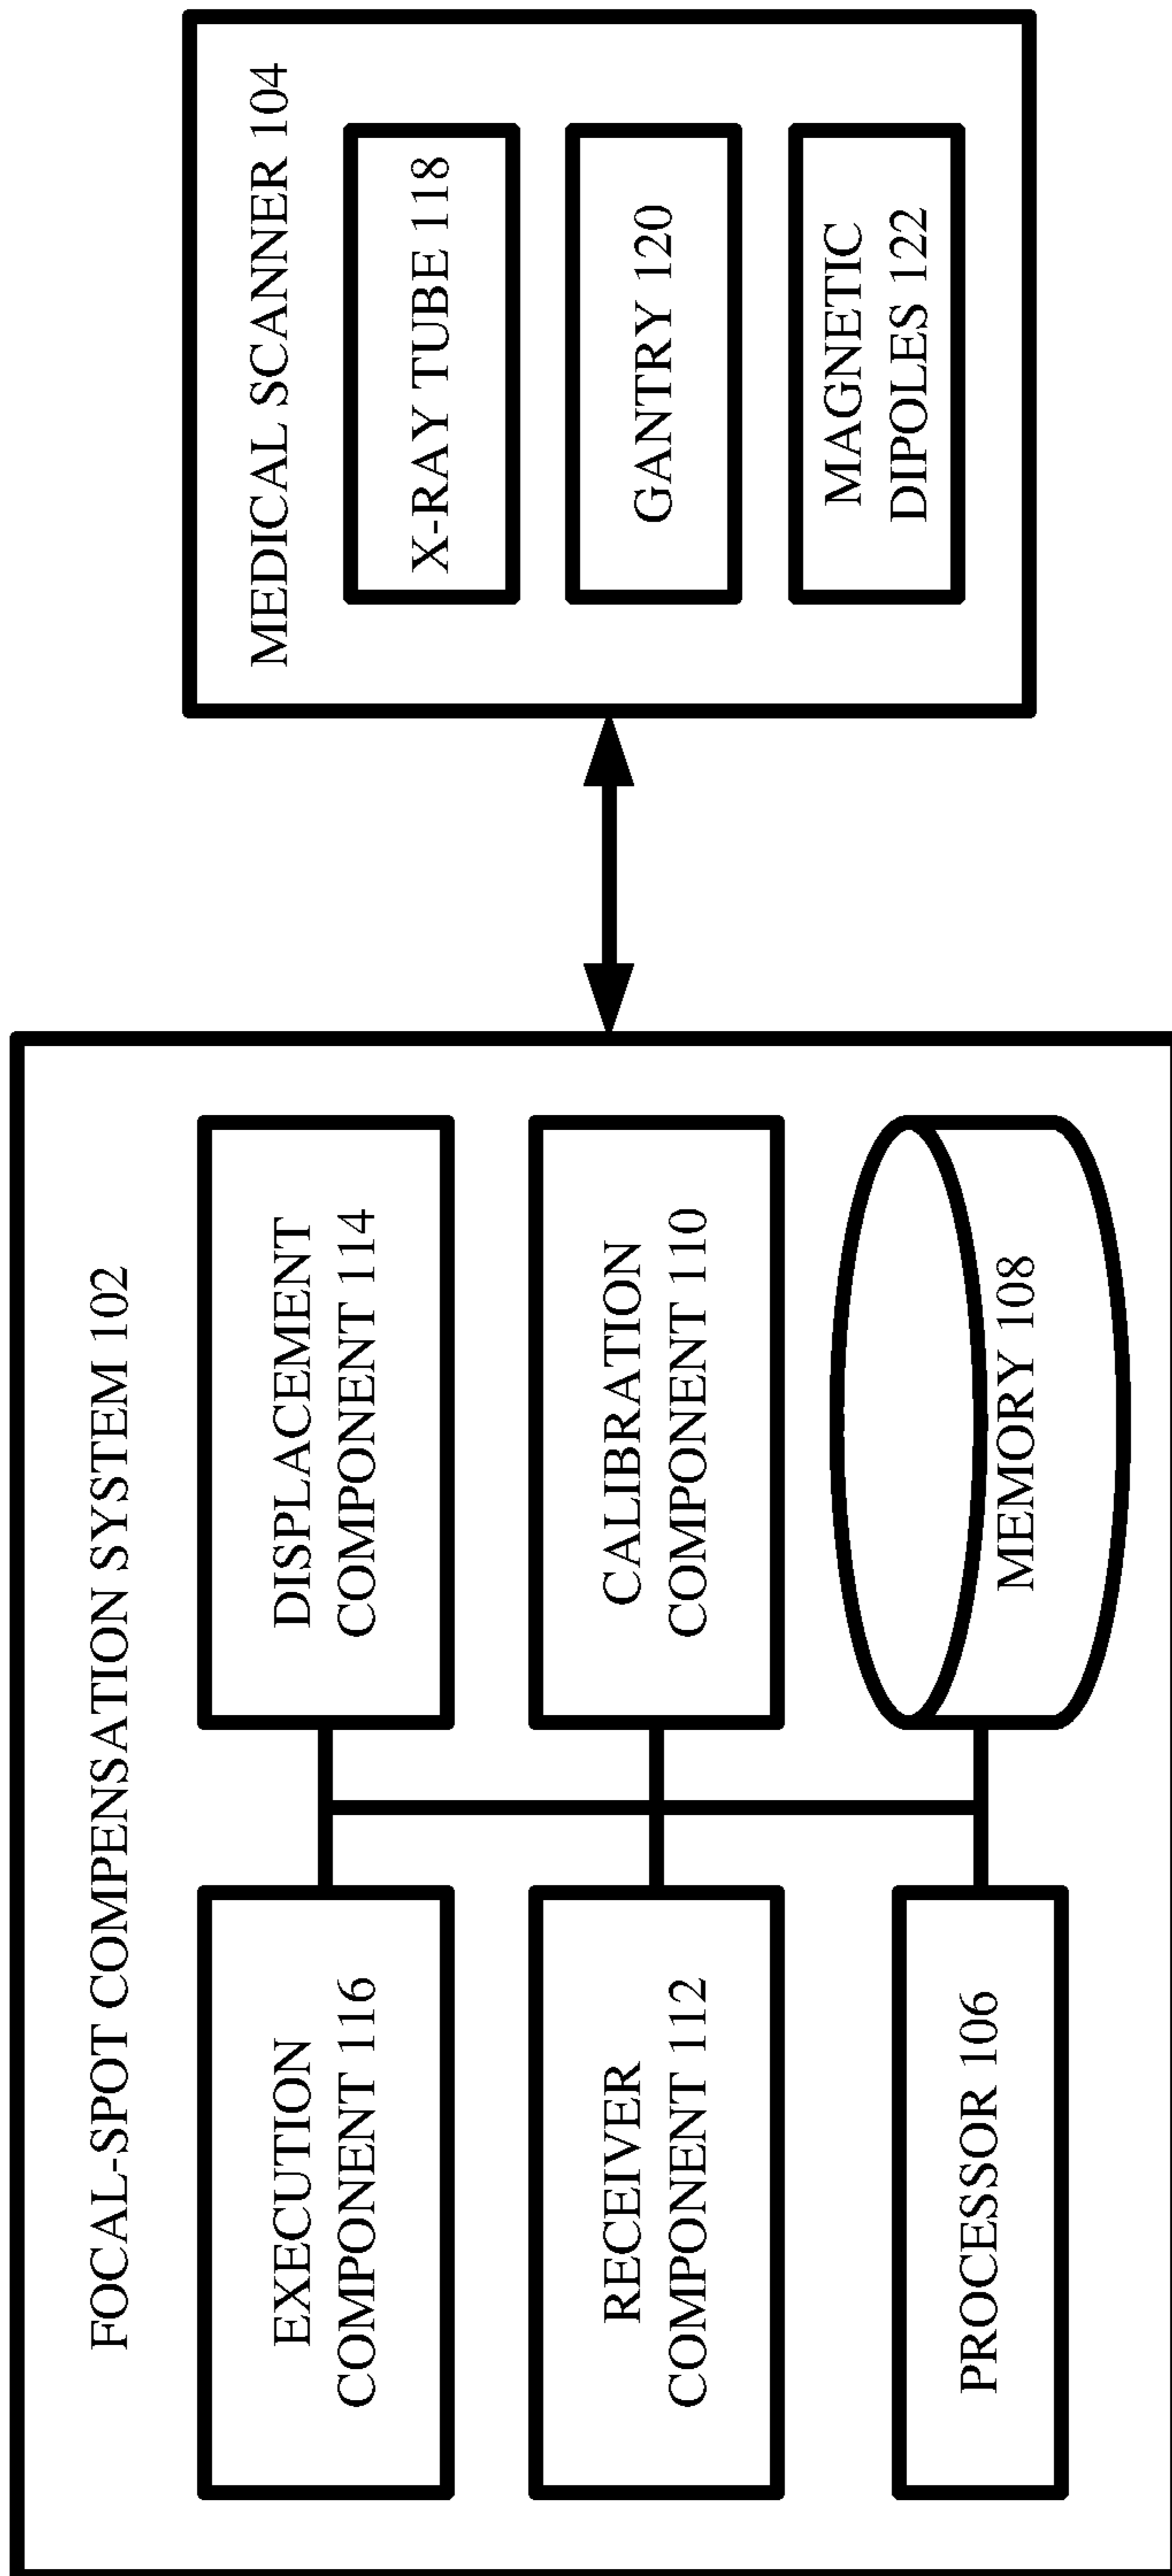 FOCAL-SPOT COMPENSATION SYSTEM 102
EXECUTION
COMPONENT 116
DISPLACEMENT
COMPONENT 114
RECEIVER
COMPONENT 112
CALIBRATION
COMPONENT 110
PROCESSOR 106
MEMORY 108
MEDICAL SCANNER 104
X-RAY TUBE 118
GANTRY 120
MAGNETIC
DIPOLES 122